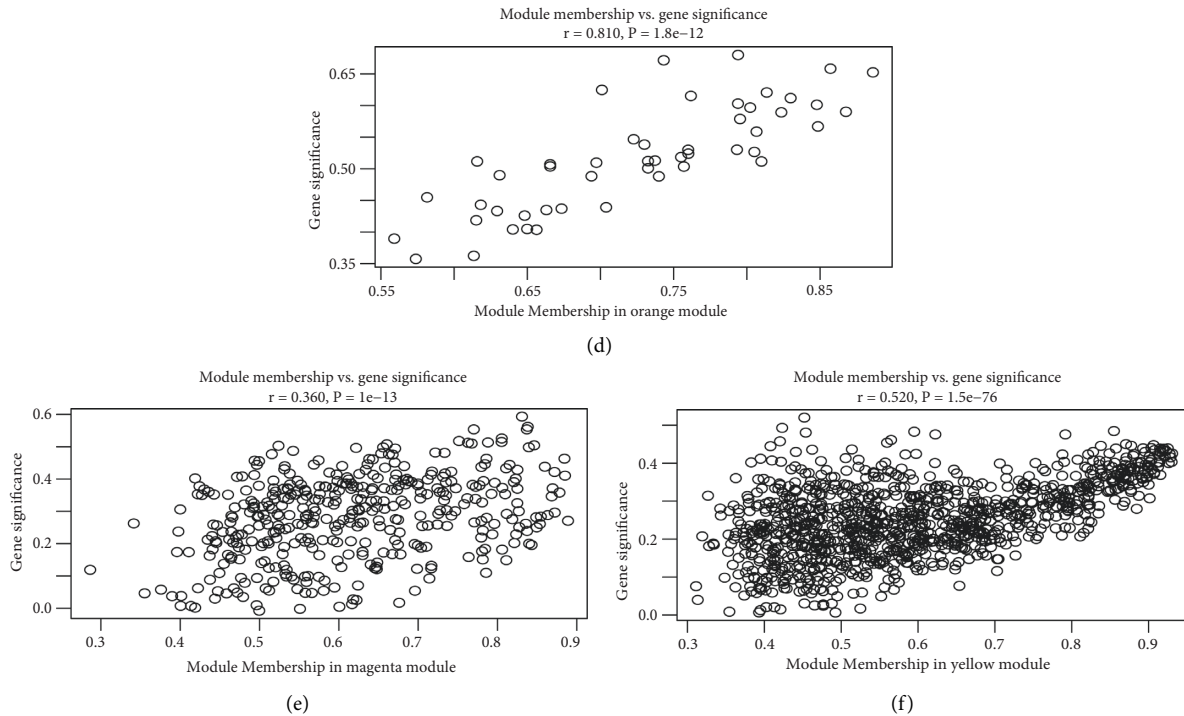 Module membership vs. gene significance
r = 0.810, P = 1.8e−12
Gene significance
0.65
0.50
0.35
0.55
0.65
0.75
0.85
Module Membership in orange module
(d)
Module membership vs. gene significance
r = 0.360, P = 1e−13
Gene significance
0.6
0.4
0.2
0.0
0.3
0.4
0.5
0.6
0.7
0.8
0.9
Module Membership in magenta module
(e)
Module membership vs. gene significance
r = 0.520, P = 1.5e−76
Gene significance
0.4
0.2
0.0
0.3
0.4
0.5
0.6
0.7
0.8
0.9
Module Membership in yellow module
(f)